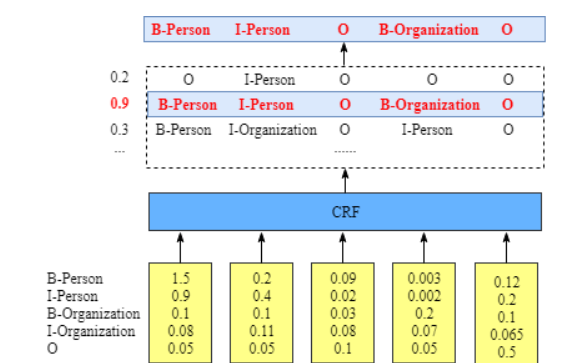 B-Person I-Person O B-Organization O
0.2 O I-Person O O O
0.9 B-Person I-Person O B-Organization O
0.3 B-Person I-Organization O I-Person O
... ......
CRF
B-Person 1.5 0.2 0.09 0.003 0.12
I-Person 0.9 0.4 0.02 0.002 0.2
B-Organization 0.1 0.1 0.03 0.2 0.1
I-Organization 0.08 0.11 0.08 0.07 0.065
O 0.05 0.05 0.1 0.05 0.5